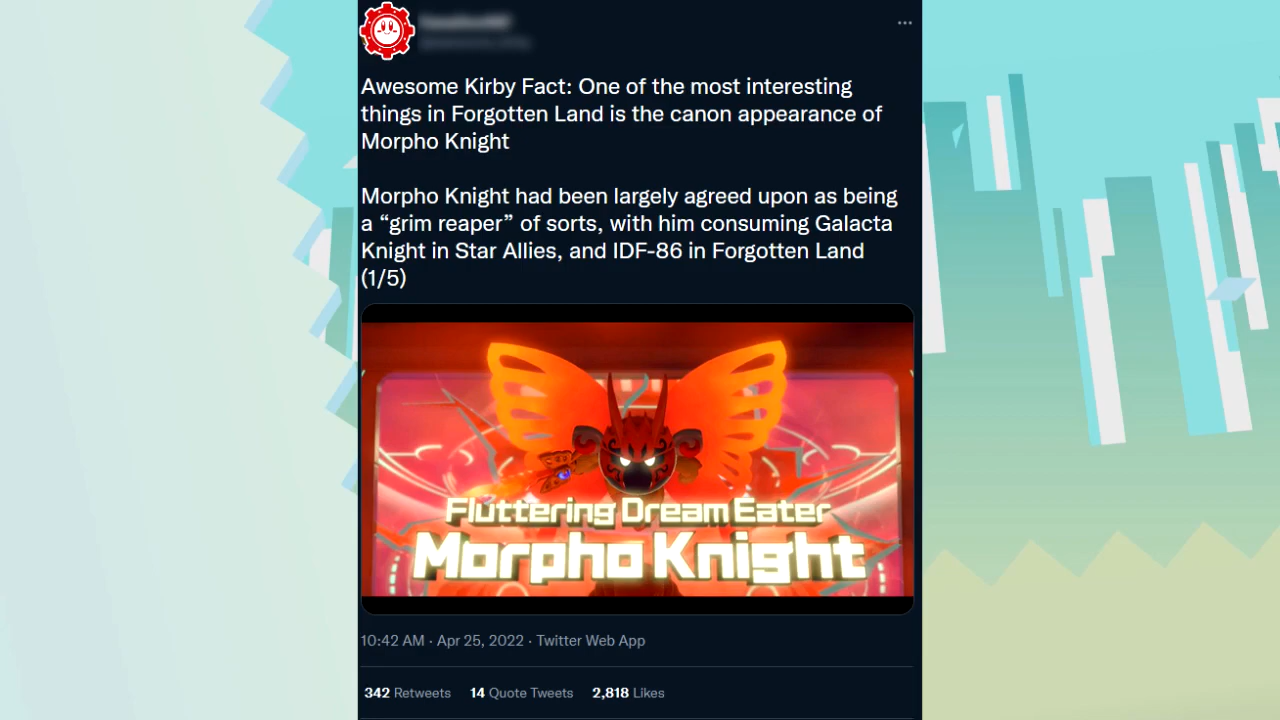 Awesome Kirby Fact: One of the most interesting
things in Forgotten Land is the canon appearance of
Morpho Knight
Morpho Knight had been largely agreed upon as being
a “grim reaper” of sorts, with him consuming Galacta
Knight in Star Allies, and IDF-86 in Forgotten Land
(1/5)
Fluttering Dream Eater
Morpho Knight
10:42 AM · Apr 25, 2022 · Twitter Web App
342 Retweets 14 Quote Tweets 2,818 Likes